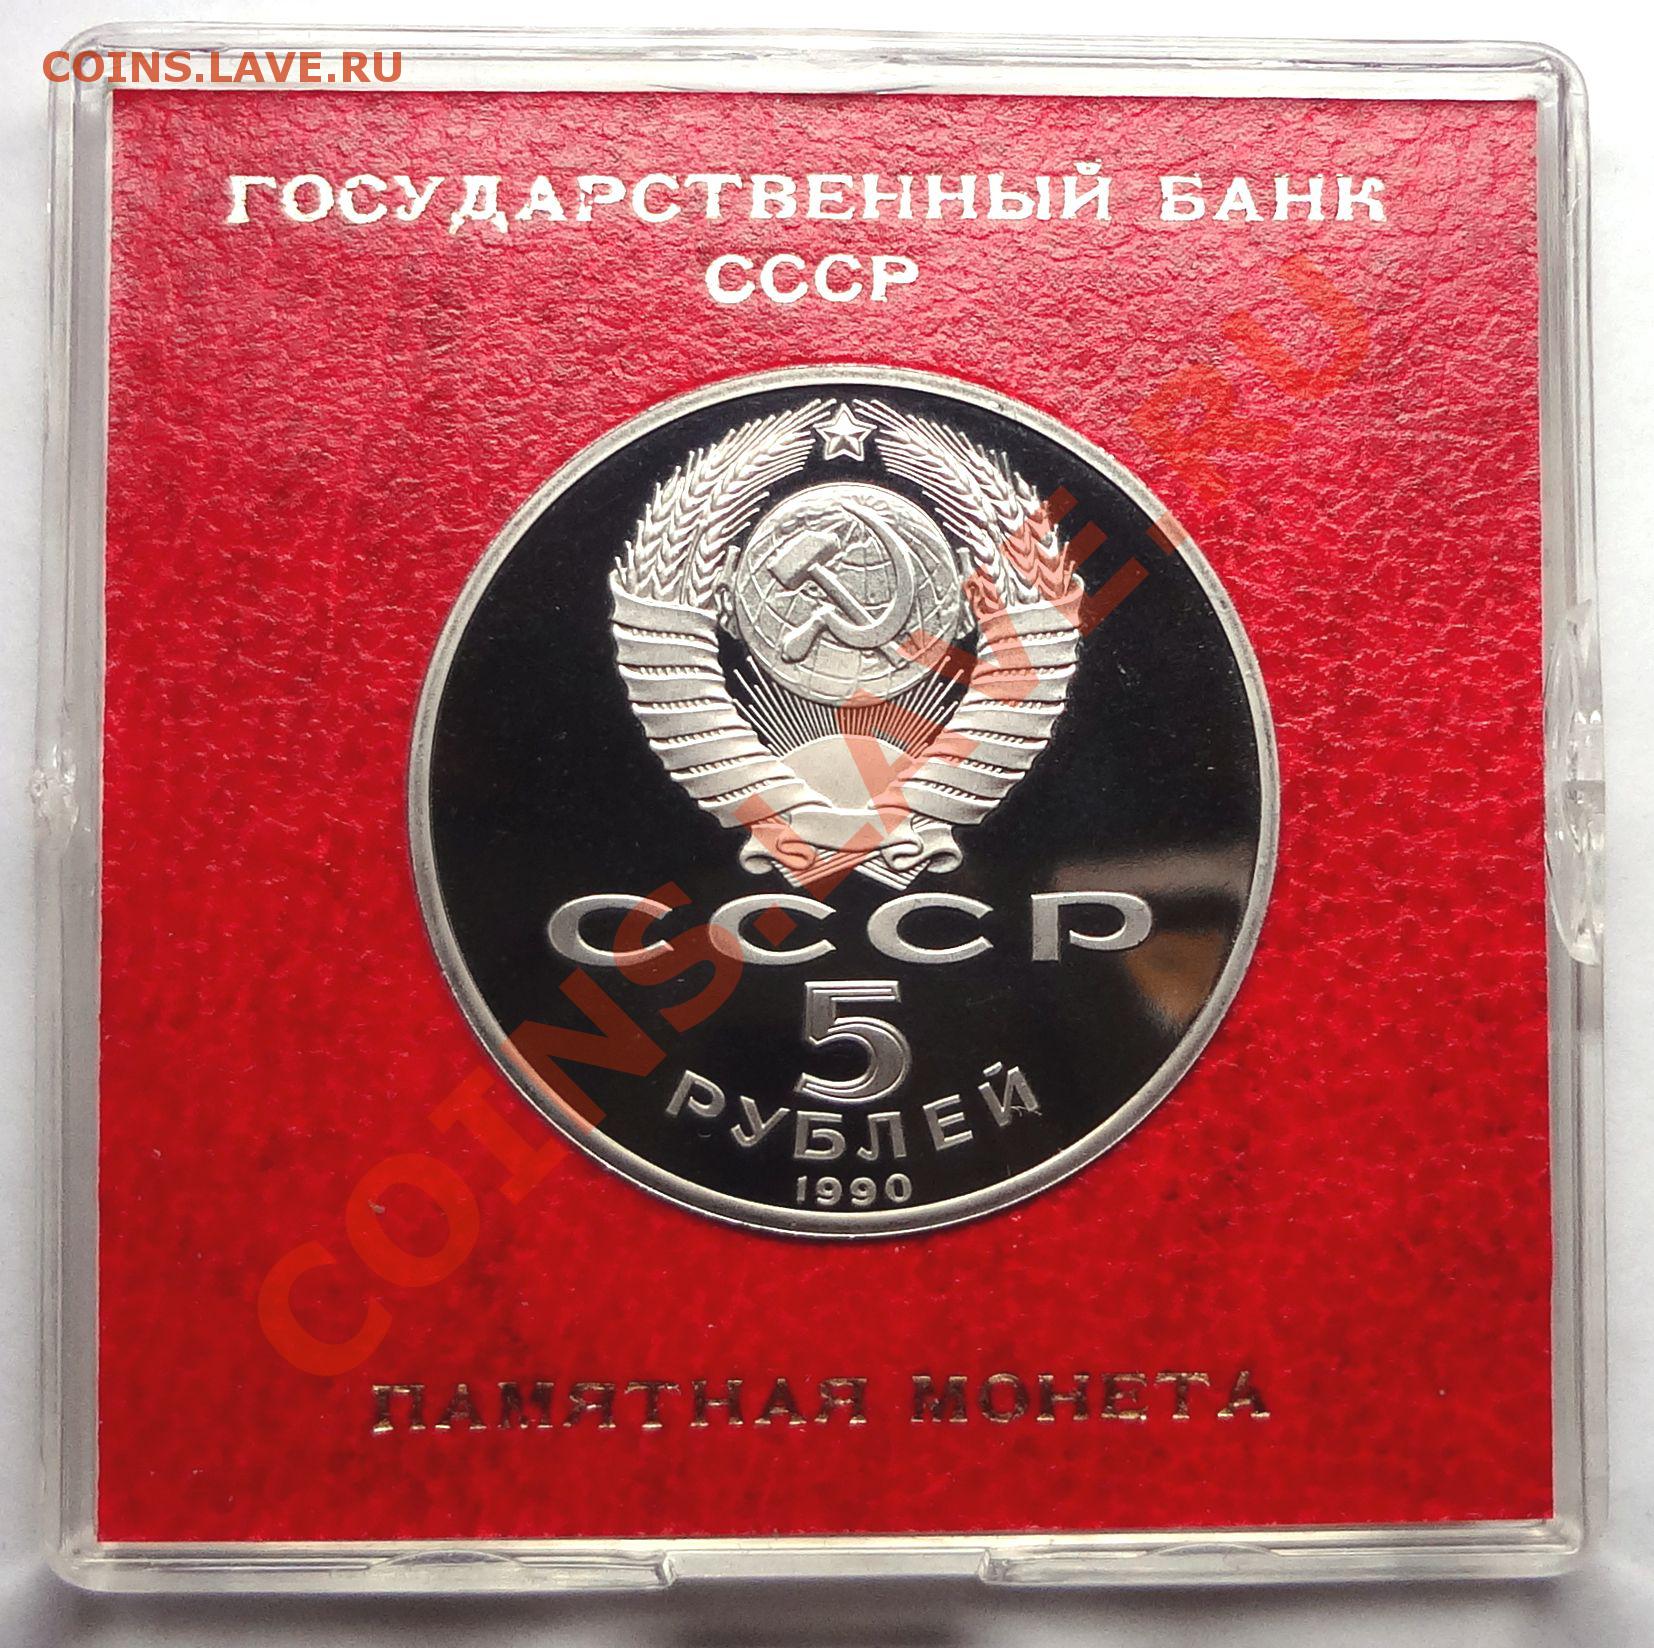 COINS.LAVE.RU
ГОСУДАРСТВЕННЫЙ БАНК
СССР
СССР
5
РУБЛЕЙ
1990
ПАМЯТНАЯ МОНЕТА
COINS.LAVE.RU